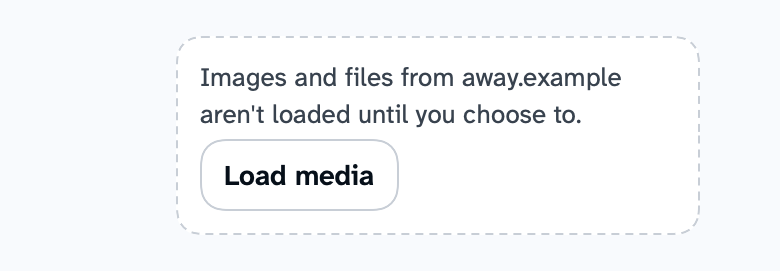 Images and files from away.example
aren't loaded until you choose to.
Load media